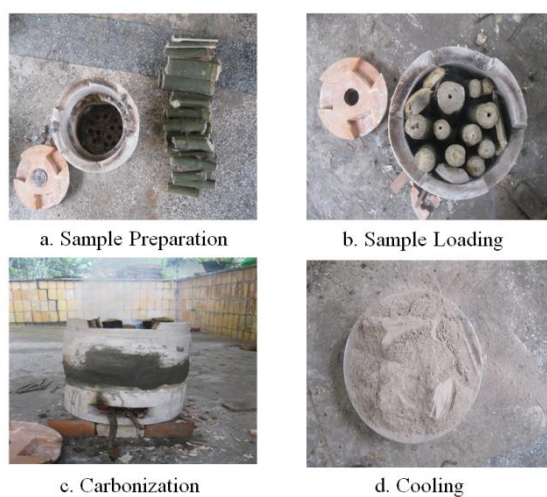 a. Sample Preparation
b. Sample Loading
c. Carbonization
d. Cooling